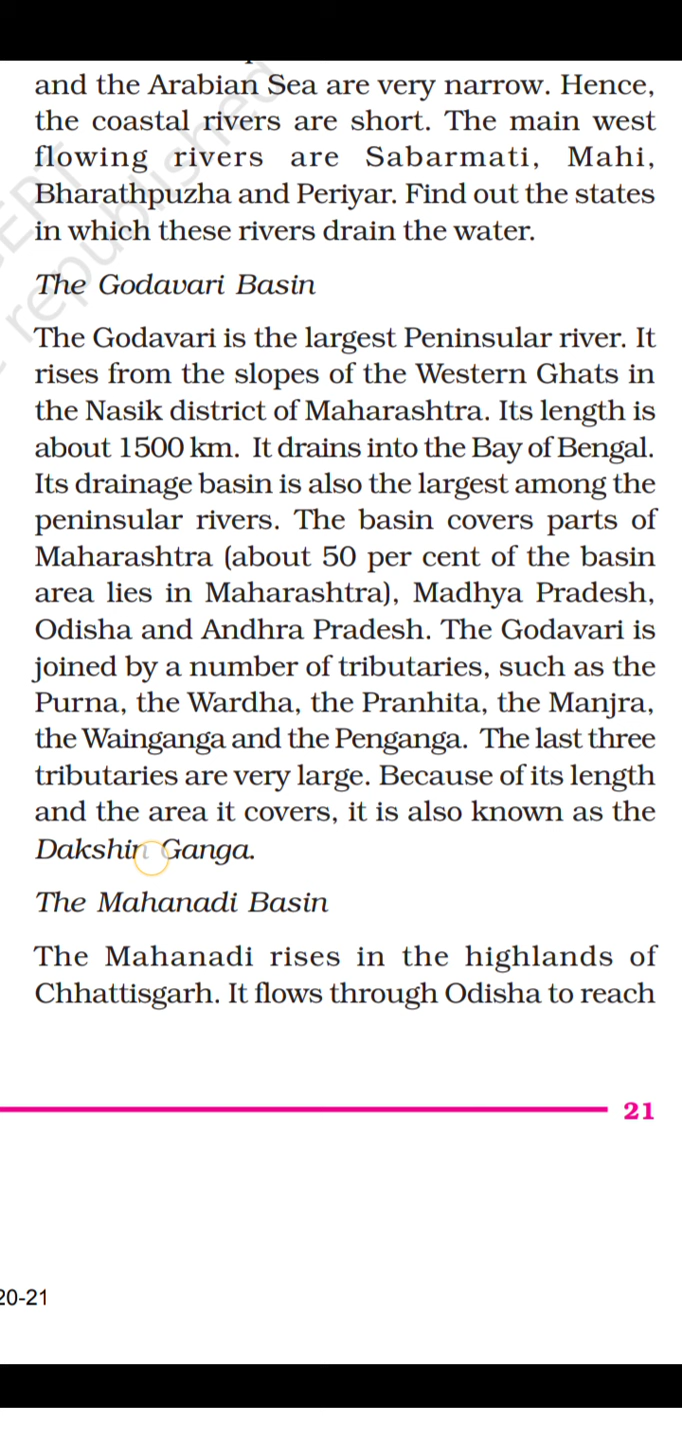 and the Arabian Sea are very narrow. Hence,
the coastal rivers are short. The main west
flowing rivers are Sabarmati, Mahi,
Bharathpuzha and Periyar. Find out the states
in which these rivers drain the water.
The Godavari Basin
The Godavari is the largest Peninsular river. It
rises from the slopes of the Western Ghats in
the Nasik district of Maharashtra. Its length is
about 1500 km. It drains into the Bay of Bengal.
Its drainage basin is also the largest among the
peninsular rivers. The basin covers parts of
Maharashtra (about 50 per cent of the basin
area lies in Maharashtra), Madhya Pradesh,
Odisha and Andhra Pradesh. The Godavari is
joined by a number of tributaries, such as the
Purna, the Wardha, the Pranhita, the Manjra,
the Wainganga and the Penganga. The last three
tributaries are very large. Because of its length
and the area it covers, it is also known as the
Dakshin Ganga.
The Mahanadi Basin
The Mahanadi rises in the highlands of
Chhattisgarh. It flows through Odisha to reach
21
20-21
republished